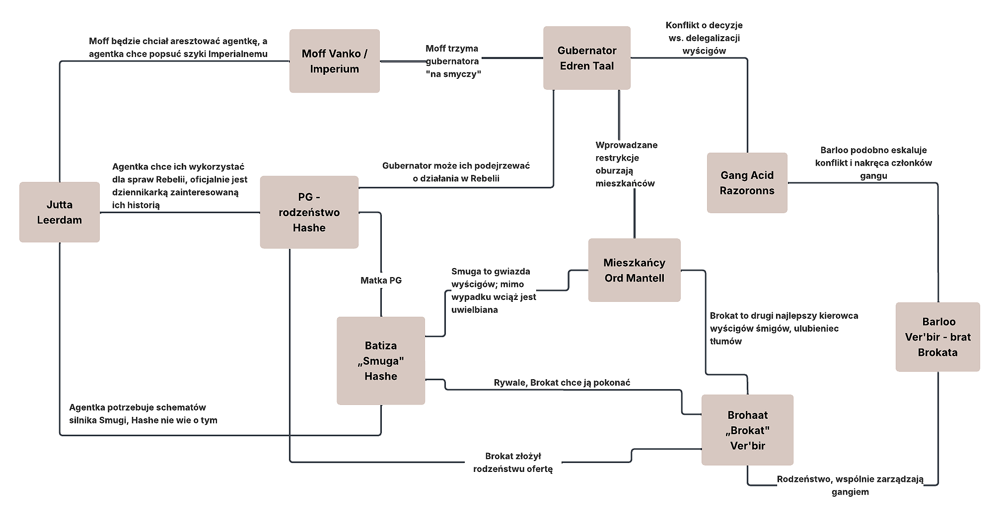 Moff będzie chciał aresztować agentkę, a
agentka chce popsuć szyki Imperialnemu
Moff Vanko /
Imperium
Moff trzyma
gubernatora
"na smyczy"
Gubernator
Edren Taal
Konflikt o decyzje
ws. delegalizacji
wyścigów
Agentka chce ich wykorzystać
dla spraw Rebelii, oficjalnie jest
dziennikarką zainteresowaną
ich historią
Gubernator może ich podejrzewać
o działania w Rebelii
Wprowadzane
restrykcje
oburzają
mieszkańców
Gang Acid
Razoronns
Barloo podobno eskaluje
konflikt i nakręca członków
gangu
Jutta
Leerdam
PG -
rodzeństwo
Hashe
Matka PG
Smuga to gwiazda
wyścigów; mimo
wypadku wciąż jest
uwielbiana
Mieszkańcy
Ord Mantell
Brokat to drugi najlepszy kierowca
wyścigów śmigów, ulubieniec
tłumów
Barloo
Ver'bir - brat
Brokata
Batiza
„Smuga"
Hashe
Rywale, Brokat chce ją pokonać
Agentka potrzebuje schematów
silnika Smugi, Hashe nie wie o tym
Brohaat
„Brokat"
Ver'bir
Brokat złożył
rodzeństwu ofertę
Rodzeństwo, wspólnie zarządzają
gangiem